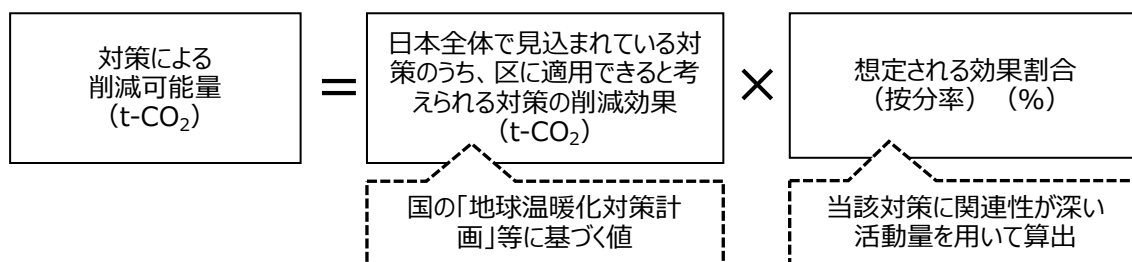 対策による
削減可能量
（t-CO₂）
＝
日本全体で見込まれている対
策のうち、区に適用できると考
えられる対策の削減効果
（t-CO₂）
×
想定される効果割合
（按分率）（%）
国の「地球温暖化対策計
画」等に基づく値
当該対策に関連性が深い
活動量を用いて算出